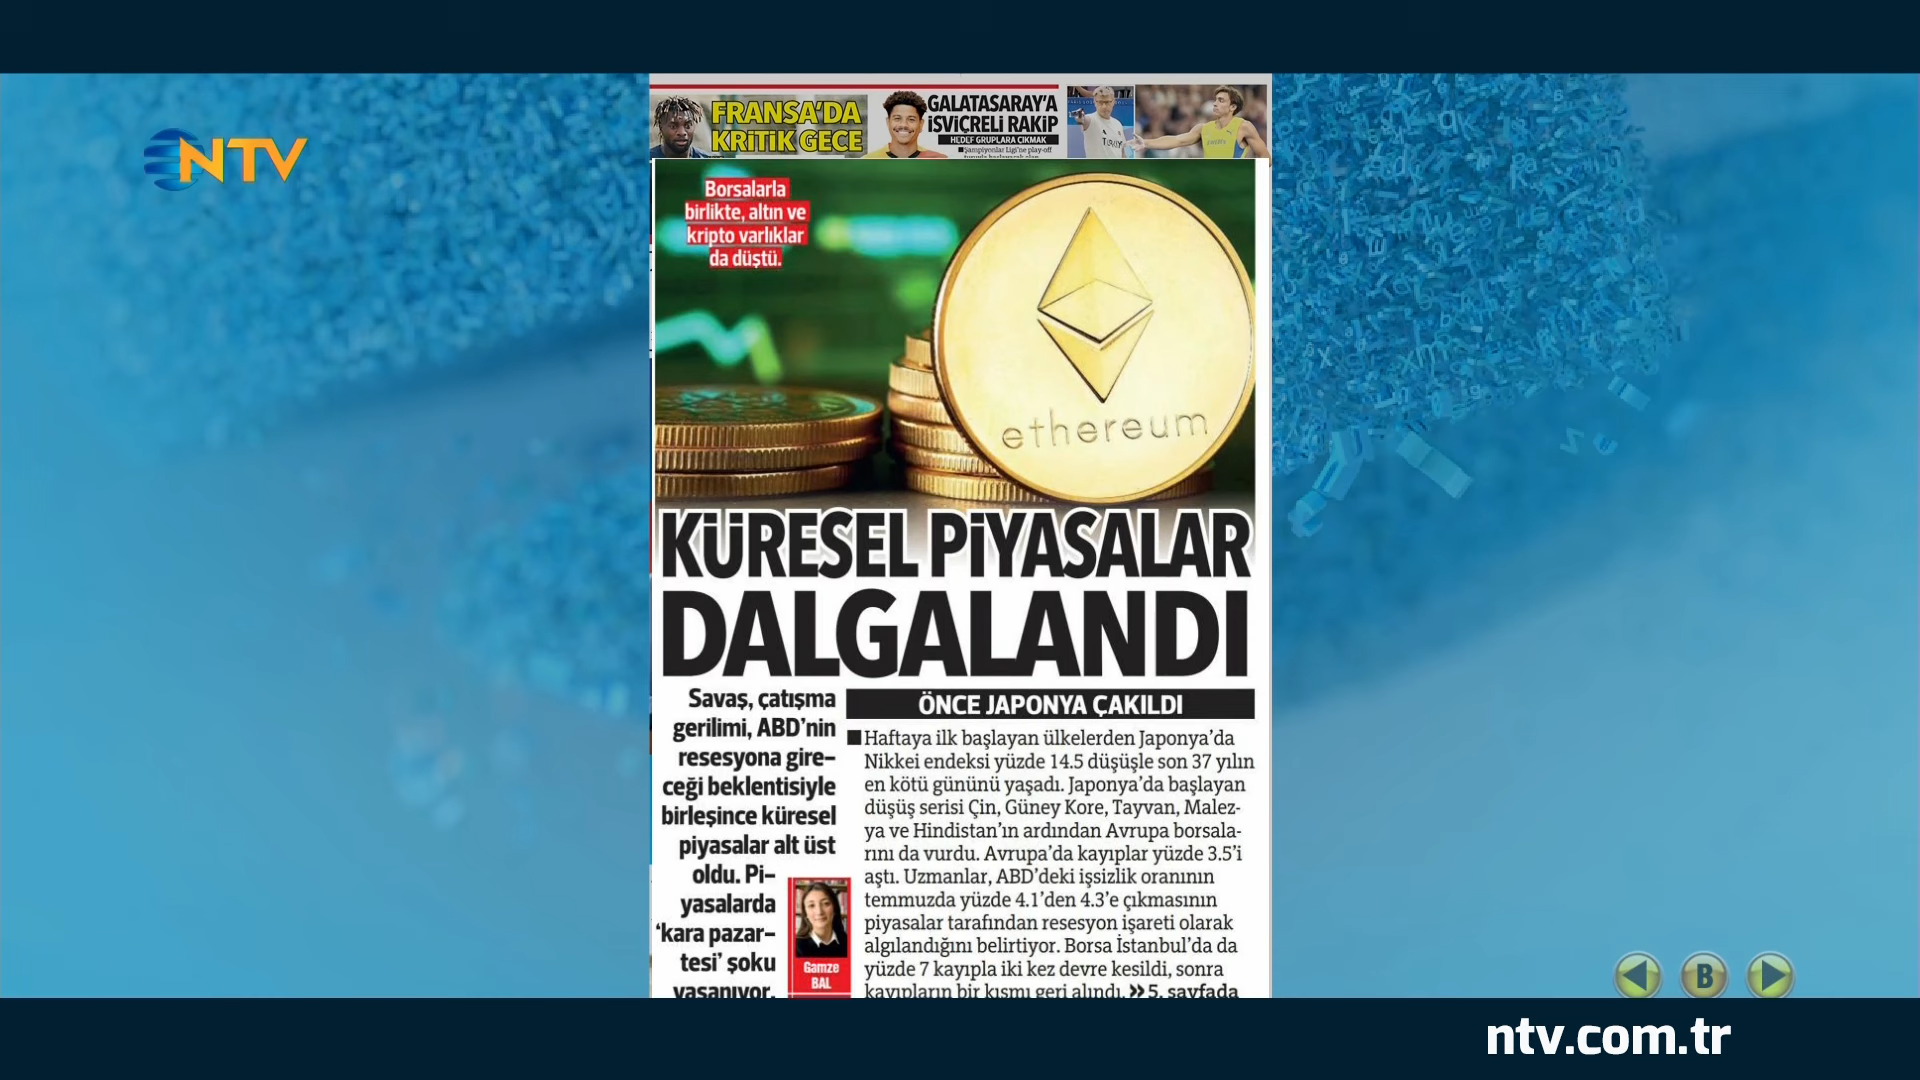 NTV
FRANSA'DA
KRİTİK GECE
GALATASARAY'A
İSVİÇRELİ RAKİP
HEDEF GRUPLARA ÇIKMAK
Şampiyonlar Ligi'ne play-off
Borsalarla
birlikte, altın ve
kripto varlıklar
da düştü.
ethereum
KÜRESEL PİYASALAR
DALGALANDI
Savaş, çatışma
gerilimi, ABD'nin
resesyona gire-
ceği beklentisiyle
birleşince küresel
piyasalar alt üst
oldu. Pi-
yasalarda
'kara pazar-
tesi' şoku
yaşanıyor.
Gamze
BAL
ÖNCE JAPONYA ÇAKILDI
■Haftaya ilk başlayan ülkelerden Japonya'da
Nikkei endeksi yüzde 14.5 düşüşle son 37 yılın
en kötü gününü yaşadı. Japonya'da başlayan
düşüş serisi Çin, Güney Kore, Tayvan, Malez-
ya ve Hindistan'ın ardından Avrupa borsala-
rını da vurdu. Avrupa'da kayıplar yüzde 3.5'i
aştı. Uzmanlar, ABD'deki işsizlik oranının
temmuzda yüzde 4.1'den 4.3'e çıkmasının
piyasalar tarafından resesyon işareti olarak
algılandığını belirtiyor. Borsa İstanbul'da da
yüzde 7 kayıpla iki kez devre kesildi, sonra
kayıpların bir kısmı geri alındı. » 5. sayfada
B
ntv.com.tr